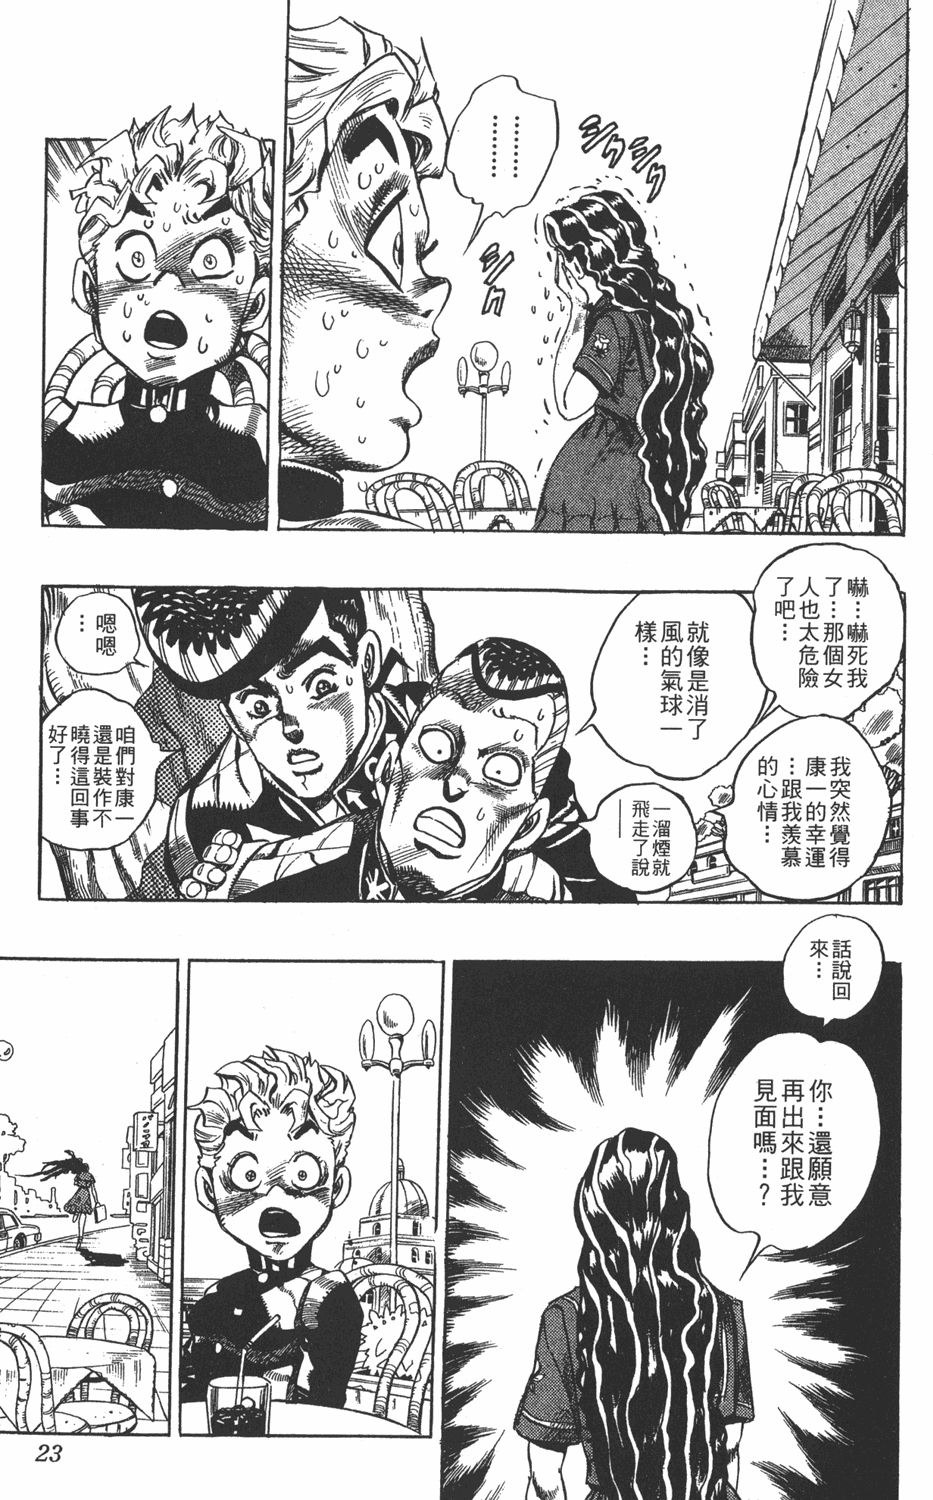 ………
嚇…嚇死我
了…那個女
人也太危險
了吧…
我突然覺得
康一的幸運
…跟我羨慕
的心情…
就像是消了
風的氣球一
樣…
一溜煙就
飛走了說
——
嗯嗯
…
咱們對康一
還是裝作不
曉得這回事
好了…
話說回
來…
你…還願意
再出來跟我
見面嗎…?
23